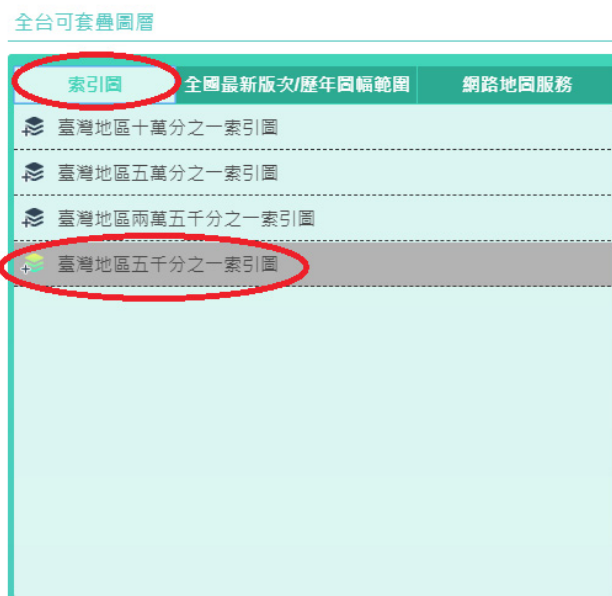 全台可套疊圖層
索引圖 全國最新版次/歷年圖幅範圍 網路地圖服務
臺灣地區十萬分之一索引圖
臺灣地區五萬分之一索引圖
臺灣地區兩萬五千分之一索引圖
臺灣地區五千分之一索引圖